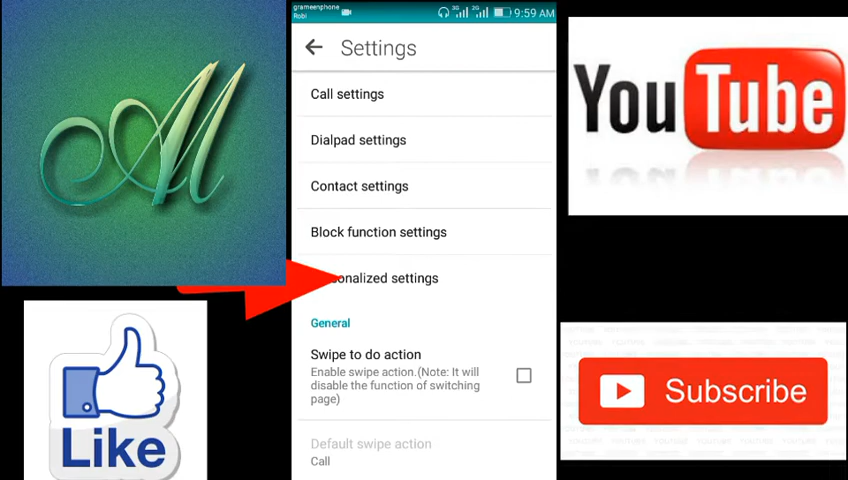 M
grameenphone
Robi
3G
2G
9:59 AM
Settings
Call settings
Dialpad settings
Contact settings
Block function settings
onalized settings
General
Swipe to do action
Enable swipe action.(Note: It will
disable the function of switching
page)
Default swipe action
Call
YouTube
Like
Subscribe